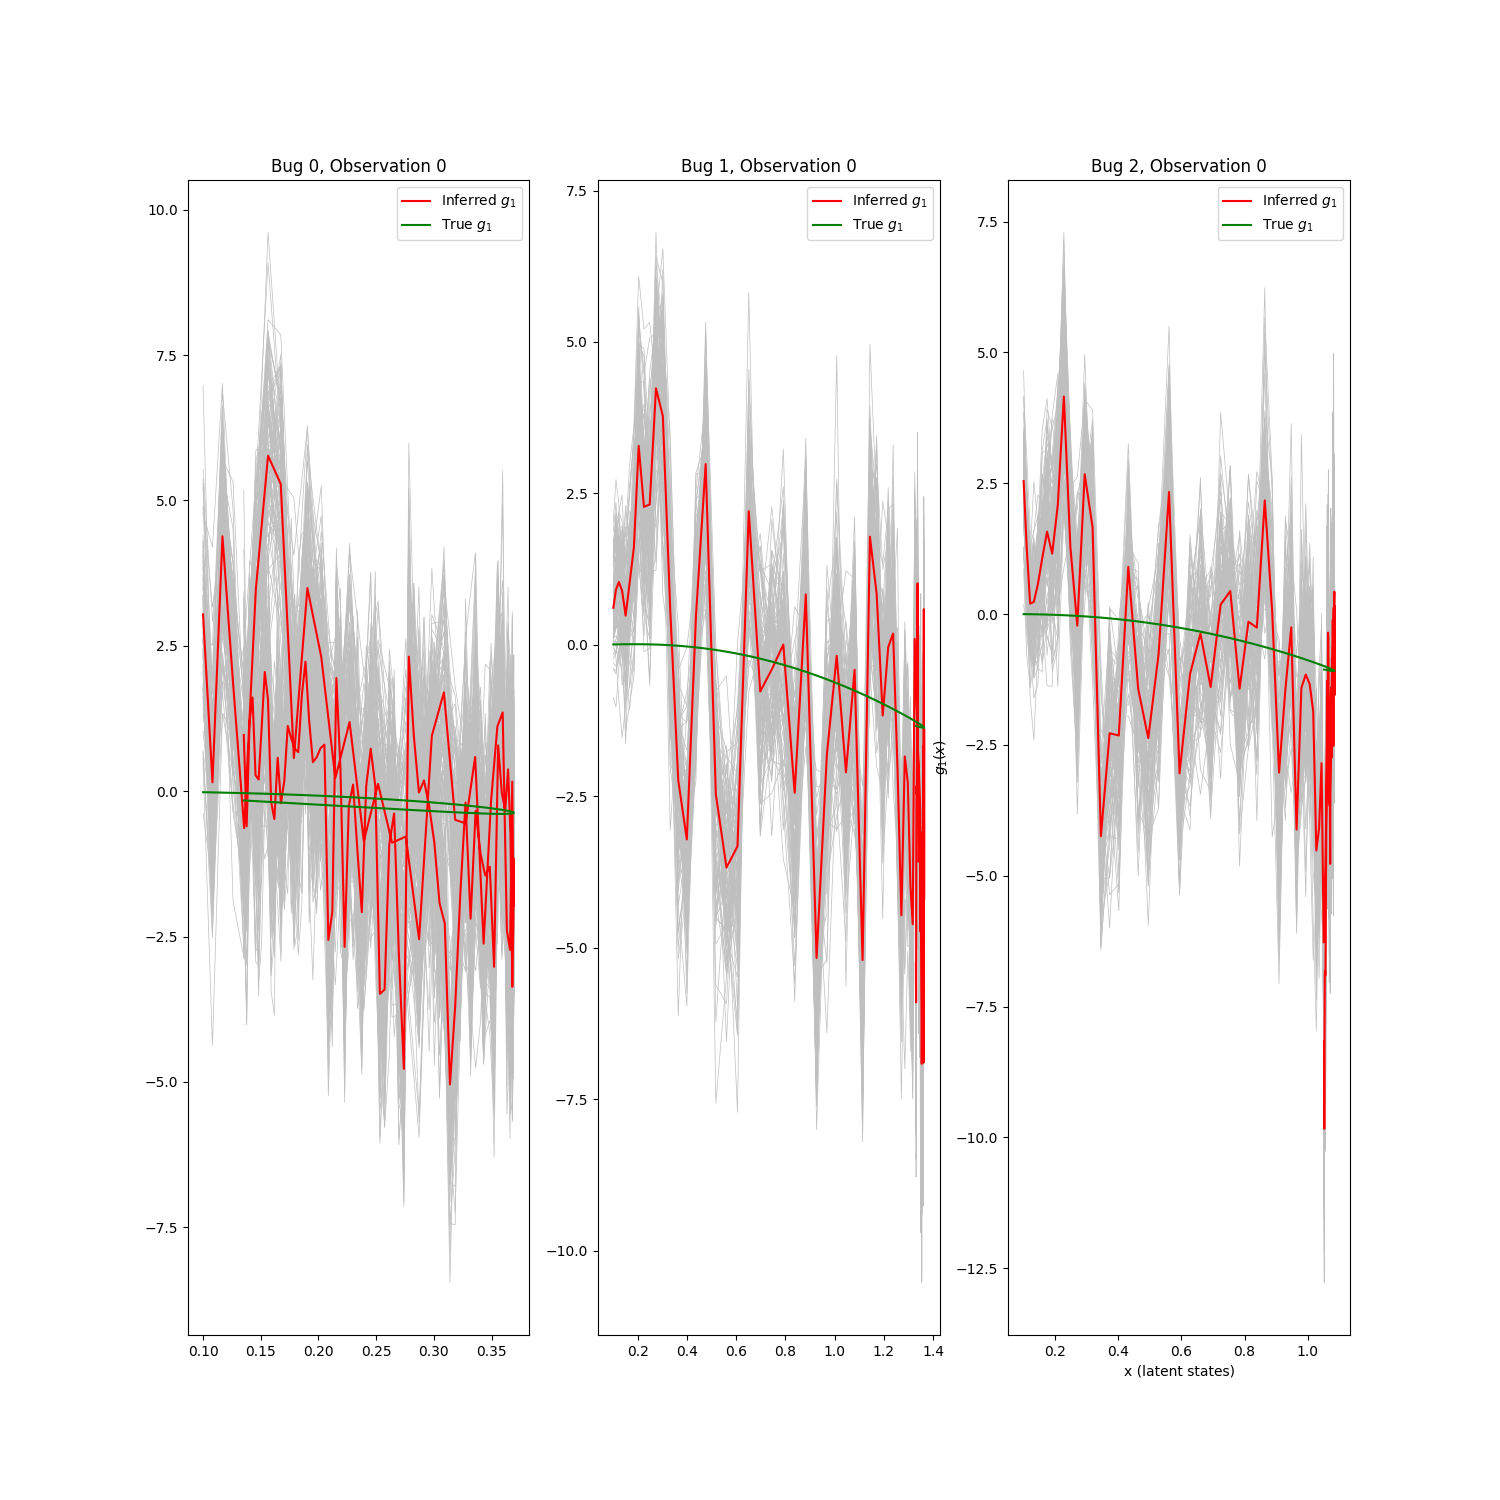 Bug 0, Observation 0
Inferred g₁
True g₁
10.0
7.5
5.0
2.5
0.0
−2.5
−5.0
−7.5
0.10 0.15 0.20 0.25 0.30 0.35
Bug 1, Observation 0
Inferred g₁
True g₁
7.5
5.0
2.5
0.0
−2.5
−5.0
−7.5
−10.0
0.2 0.4 0.6 0.8 1.0 1.2 1.4
Bug 2, Observation 0
Inferred g₁
True g₁
g₁(x)
7.5
5.0
2.5
0.0
−2.5
−5.0
−7.5
−10.0
−12.5
0.2 0.4 0.6 0.8 1.0
x (latent states)